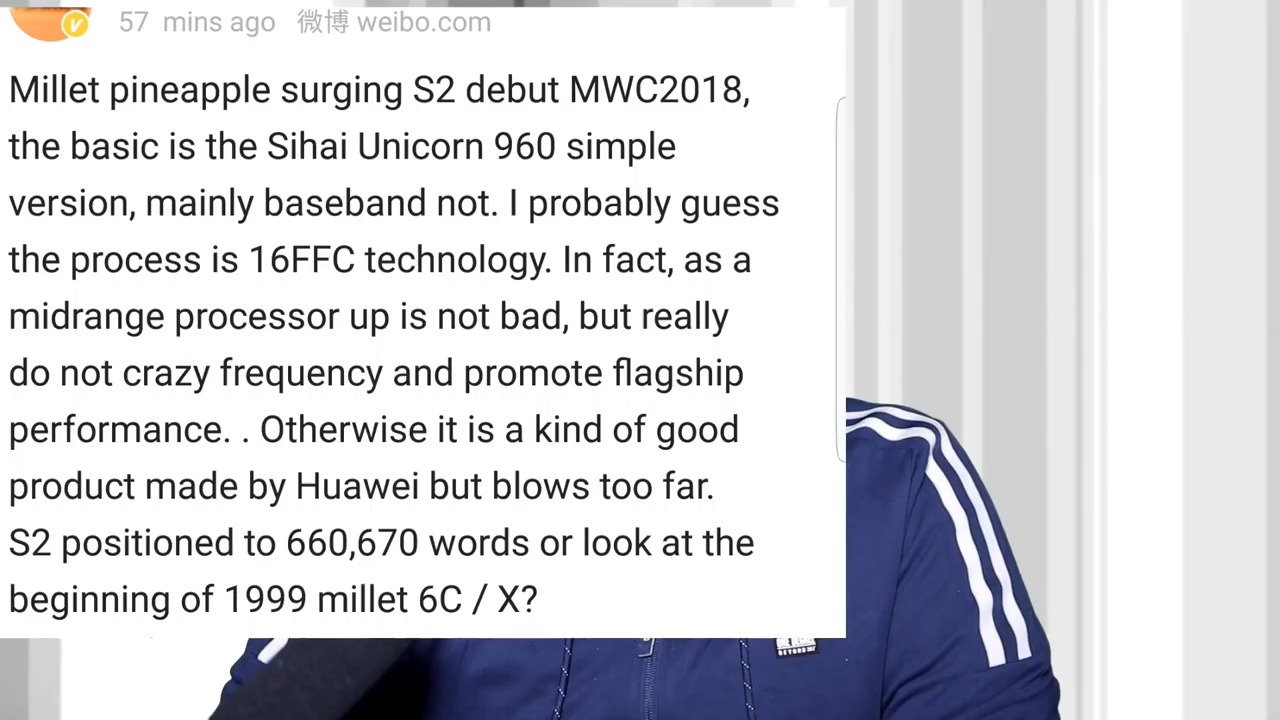 57 mins ago 微博 weibo.com
Millet pineapple surging S2 debut MWC2018,
the basic is the Sihai Unicorn 960 simple
version, mainly baseband not. I probably guess
the process is 16FFC technology. In fact, as a
midrange processor up is not bad, but really
do not crazy frequency and promote flagship
performance. . Otherwise it is a kind of good
product made by Huawei but blows too far.
S2 positioned to 660,670 words or look at the
beginning of 1999 millet 6C / X?